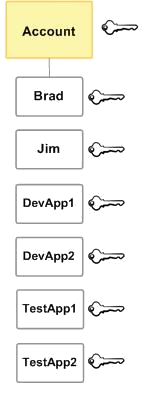 Account
Brad
Jim
DevApp1
DevApp2
TestApp1
TestApp2